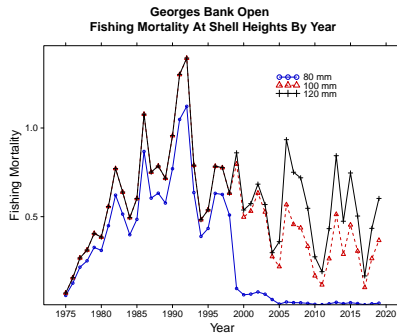 Georges Bank Open
Fishing Mortality At Shell Heights By Year
80 mm
100 mm
120 mm
Fishing Mortality
1.0
0.5
1975 1980 1985 1990 1995 2000 2005 2010 2015 2020
Year